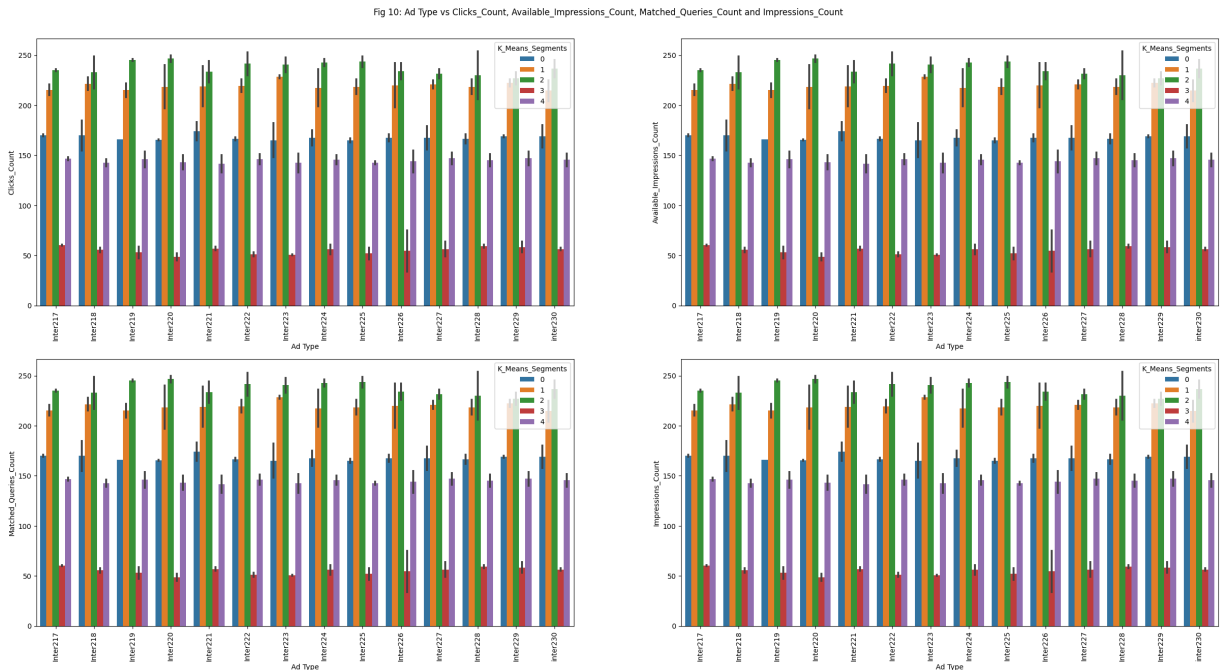 Fig 10: Ad Type vs Clicks_Count, Available_Impressions_Count, Matched_Queries_Count and Impressions_Count
Clicks_Count
250
200
150
100
50
0
K_Means_Segments
0
1
2
3
4
Inter217
Inter218
Inter219
Inter220
Inter221
Inter222
Inter223
Inter224
Inter225
Inter226
Inter227
Inter228
Inter229
inter230
Ad Type
Available_Impressions_Count
250
200
150
100
50
0
K_Means_Segments
0
1
2
3
4
Inter217
Inter218
Inter219
Inter220
Inter221
Inter222
Inter223
Inter224
Inter225
Inter226
Inter227
Inter228
Inter229
inter230
Ad Type
Matched_Queries_Count
250
200
150
100
50
0
K_Means_Segments
0
1
2
3
4
Inter217
Inter218
Inter219
Inter220
Inter221
Inter222
Inter223
Inter224
Inter225
Inter226
Inter227
Inter228
Inter229
inter230
Ad Type
Impressions_Count
250
200
150
100
50
0
K_Means_Segments
0
1
2
3
4
Inter217
Inter218
Inter219
Inter220
Inter221
Inter222
Inter223
Inter224
Inter225
Inter226
Inter227
Inter228
Inter229
inter230
Ad Type